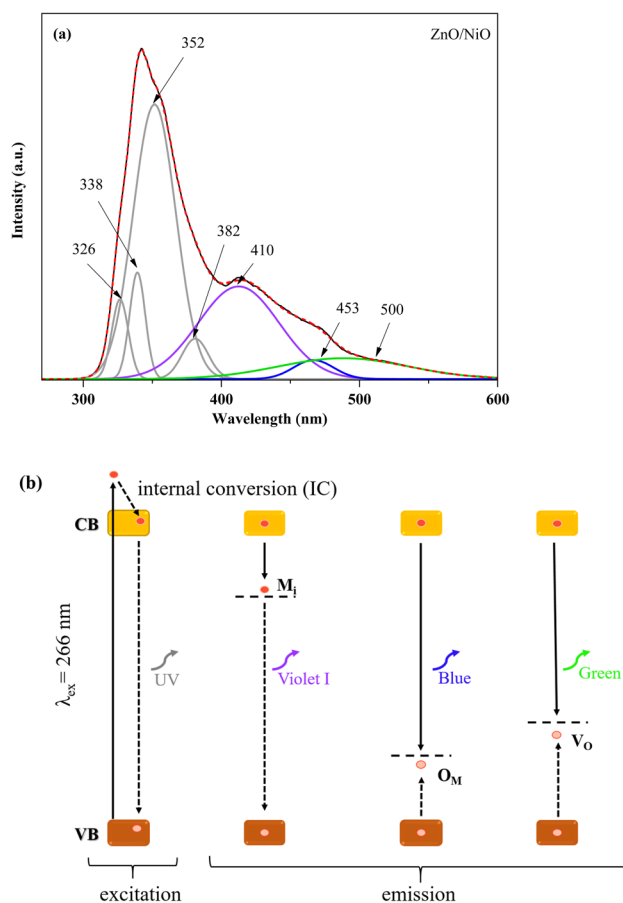 (a)
ZnO/NiO
352
338
326
382
410
453
500
Intensity (a.u.)
300
400
500
600
Wavelength (nm)
(b)
internal conversion (IC)
CB
Mi
λex= 266 nm
UV
Violet I
Blue
Green
VO
OM
VB
excitation
emission